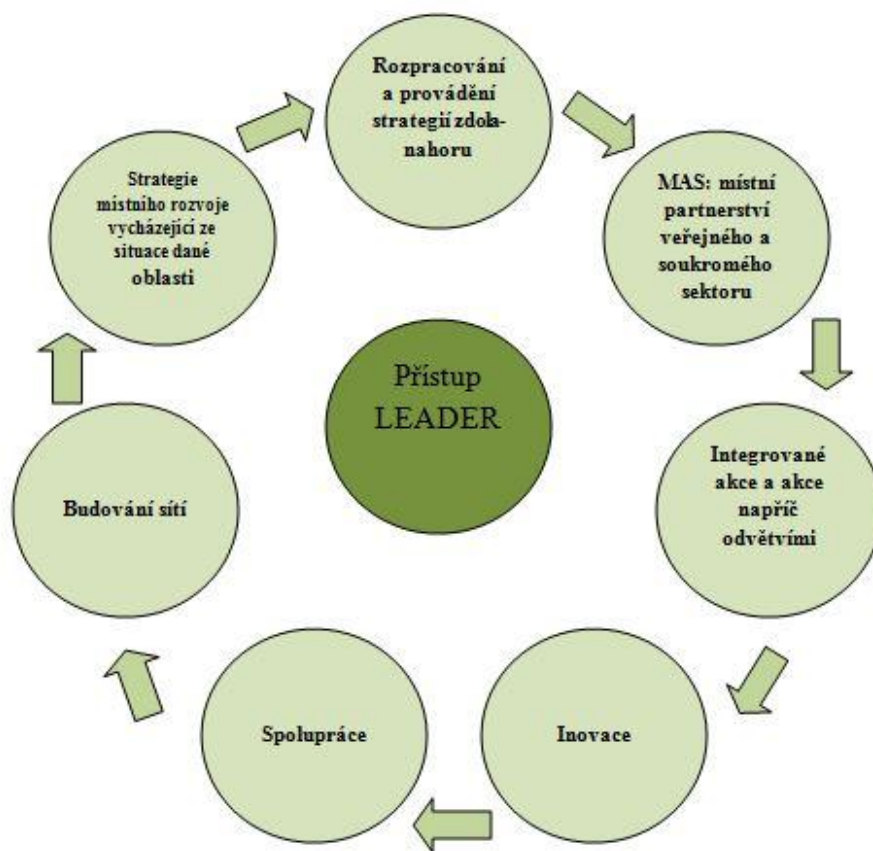 Rozpracování
a provádění
strategií zdola-
nahoru
MAS: místní
partnerství
veřejného a
soukromého
sektoru
Integrované
akce a akce
napříč
odvětvími
Inovace
Spolupráce
Budování sítí
Strategie
místního rozvoje
vycházející ze
situace dané
oblasti
Přístup
LEADER